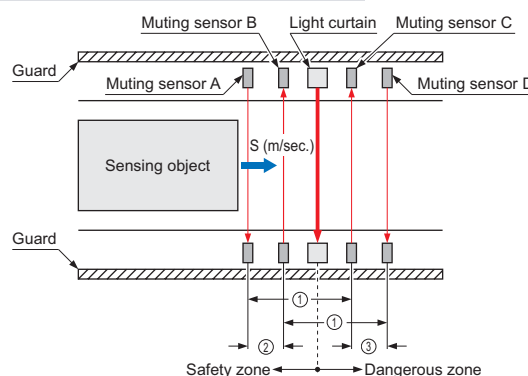 Muting sensor B
Light curtain
Muting sensor C
Guard
Muting sensor A
Muting sensor D
S (m/sec.)
Sensing object
Guard
①
①
②
③
Safety zone
Dangerous zone